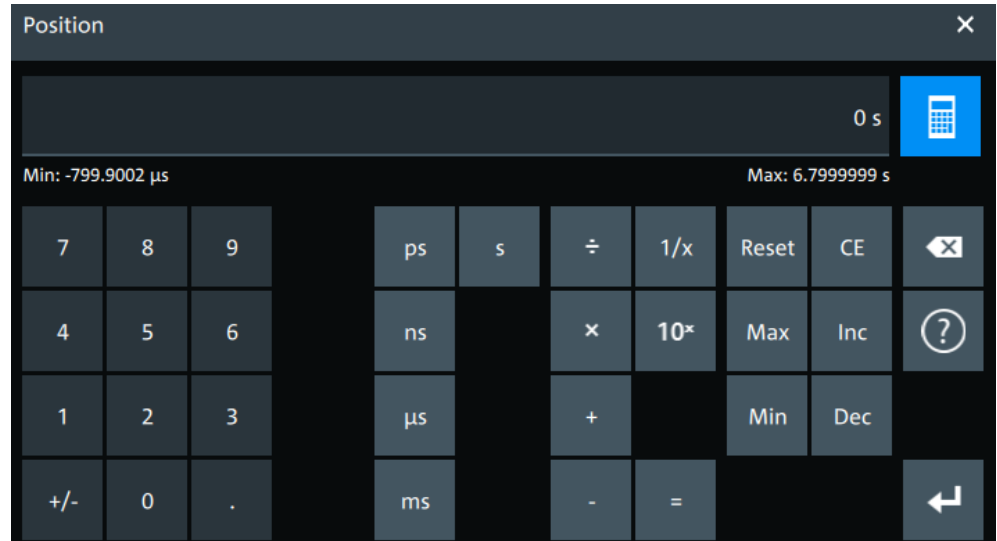 Position ×
0 s
Min: -799.9002 µs Max: 6.7999999 s
7 8 9 ps s ÷ 1/x Reset CE
4 5 6 ns × 10ˣ Max Inc ?
1 2 3 µs + Min Dec
+/- 0 . ms - =